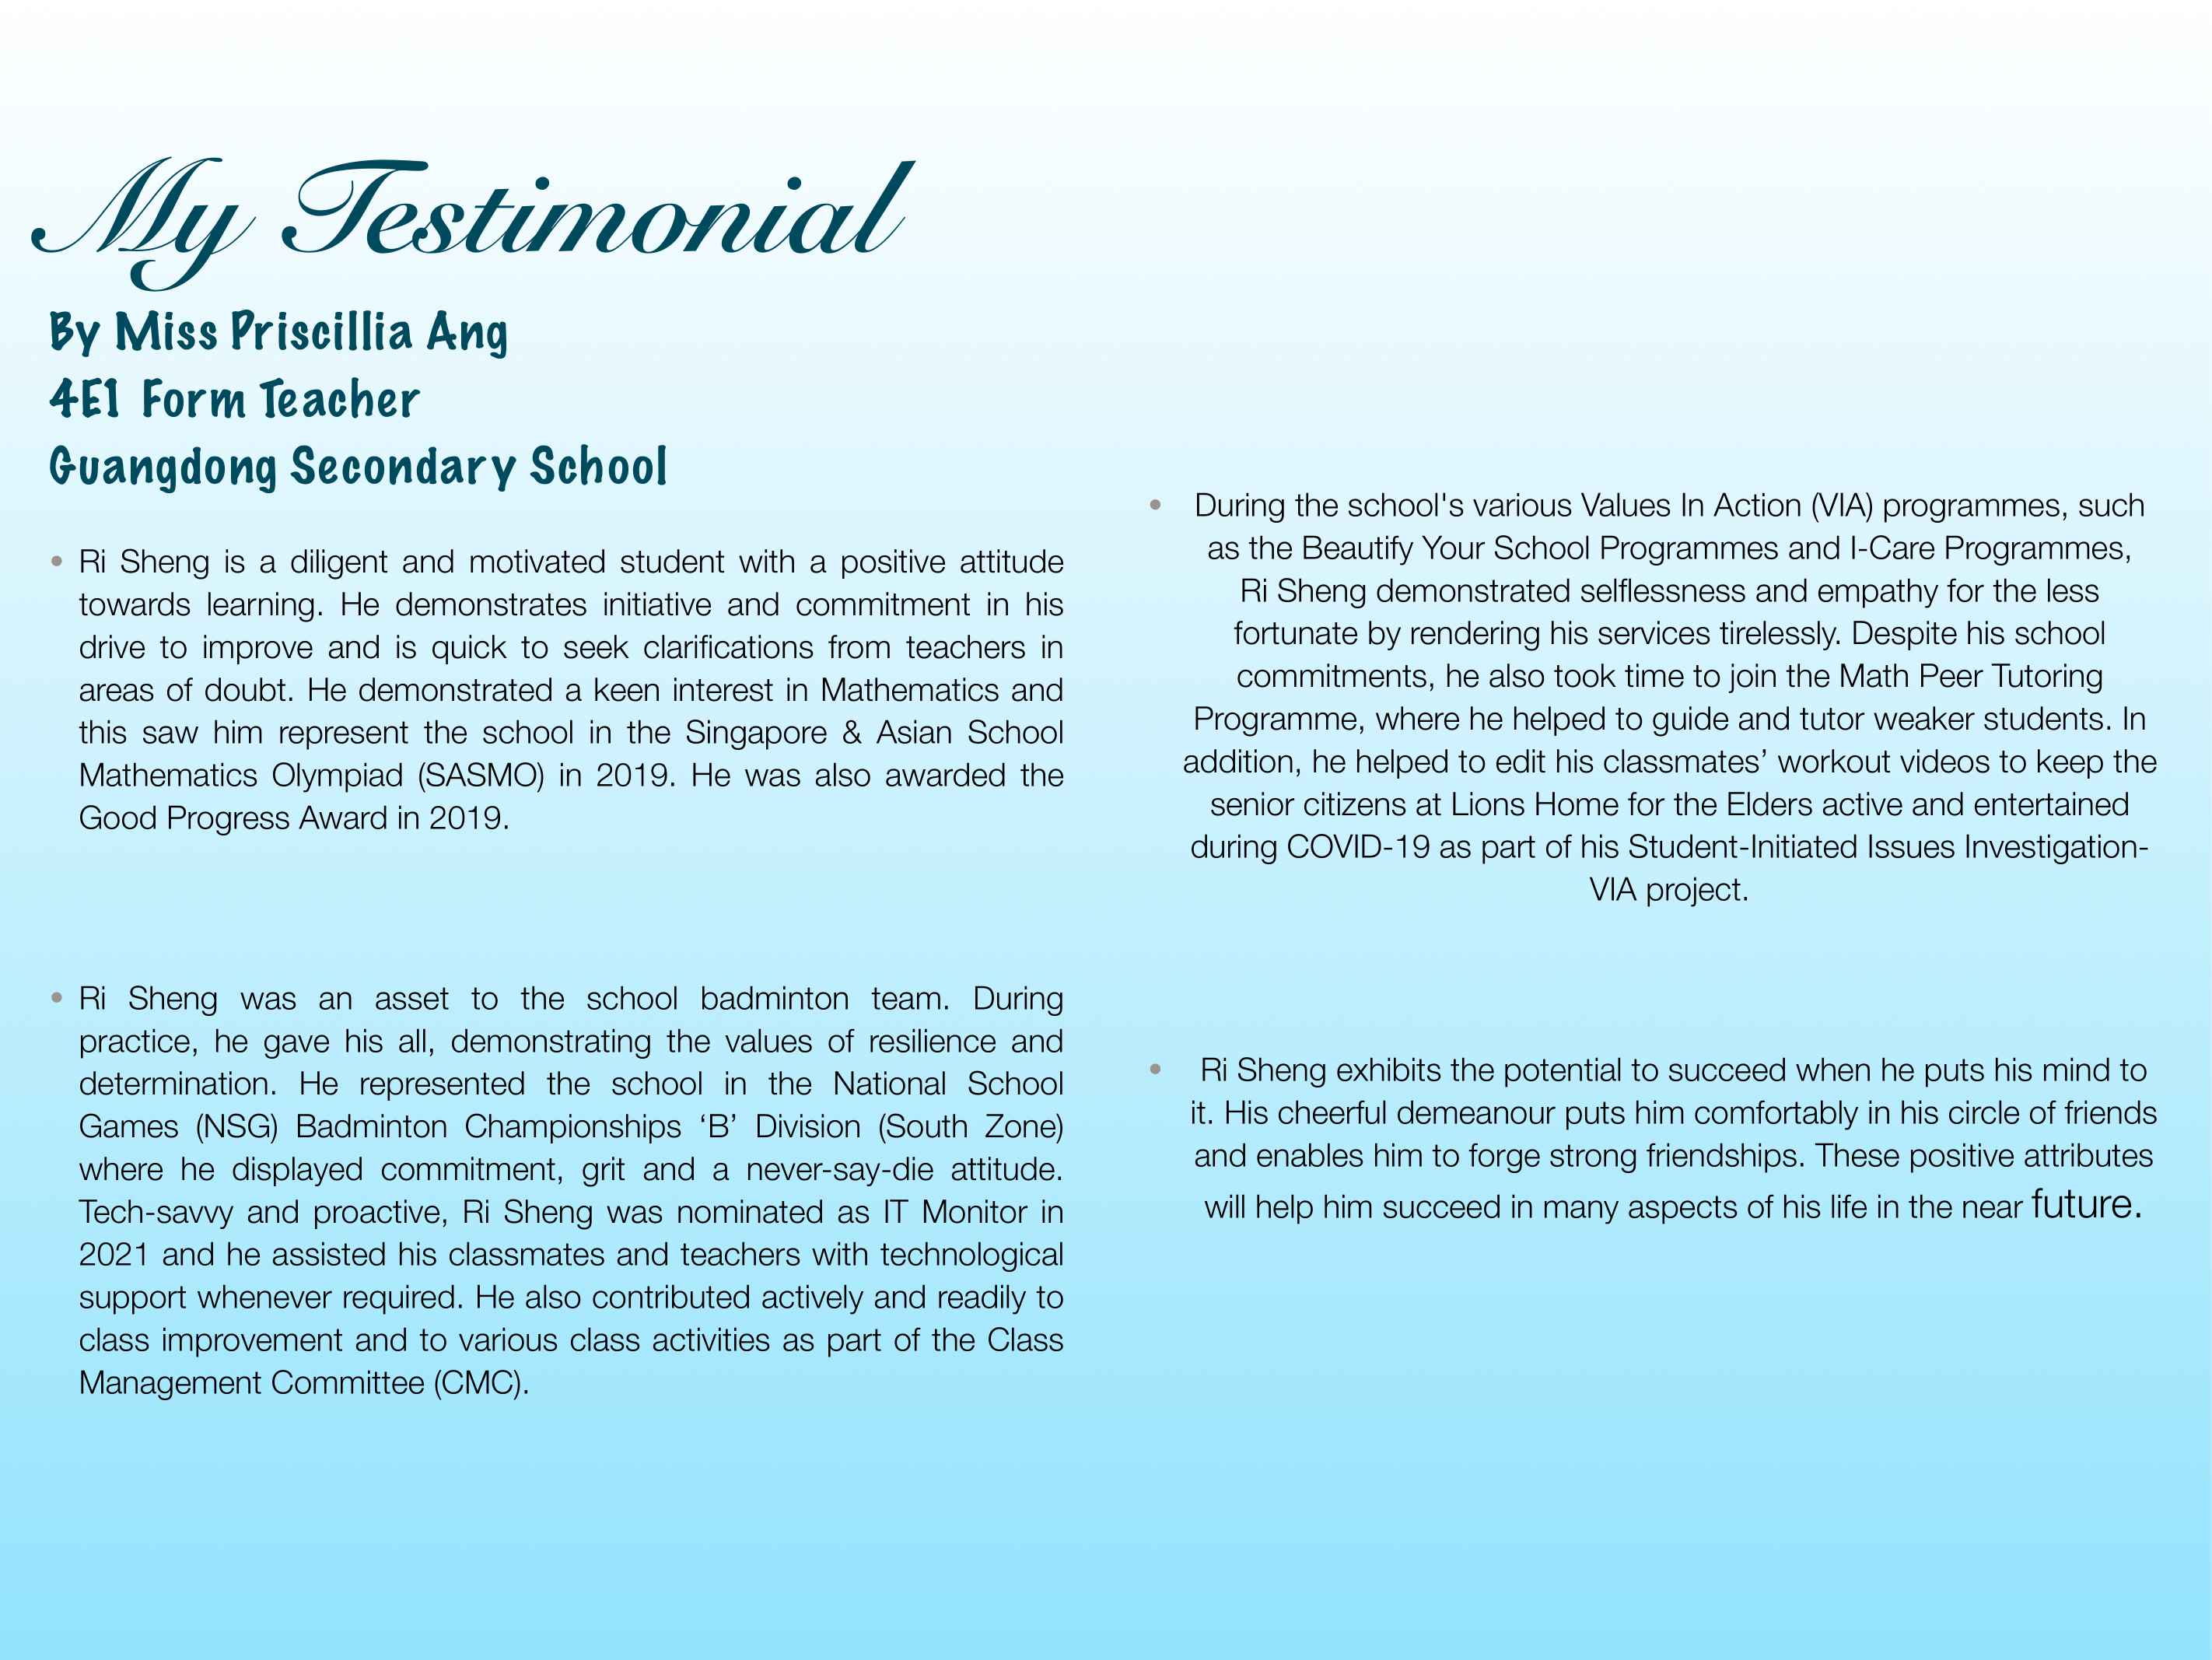 My Testimonial
By Miss Priscillia Ang
4E1 Form Teacher
Guangdong Secondary School
• Ri Sheng is a diligent and motivated student with a positive attitude
towards learning. He demonstrates initiative and commitment in his
drive to improve and is quick to seek clarifications from teachers in
areas of doubt. He demonstrated a keen interest in Mathematics and
this saw him represent the school in the Singapore & Asian School
Mathematics Olympiad (SASMO) in 2019. He was also awarded the
Good Progress Award in 2019.
• Ri Sheng was an asset to the school badminton team. During
practice, he gave his all, demonstrating the values of resilience and
determination. He represented the school in the National School
Games (NSG) Badminton Championships ‘B’ Division (South Zone)
where he displayed commitment, grit and a never-say-die attitude.
Tech-savvy and proactive, Ri Sheng was nominated as IT Monitor in
2021 and he assisted his classmates and teachers with technological
support whenever required. He also contributed actively and readily to
class improvement and to various class activities as part of the Class
Management Committee (CMC).
• During the school's various Values In Action (VIA) programmes, such
as the Beautify Your School Programmes and I-Care Programmes,
Ri Sheng demonstrated selflessness and empathy for the less
fortunate by rendering his services tirelessly. Despite his school
commitments, he also took time to join the Math Peer Tutoring
Programme, where he helped to guide and tutor weaker students. In
addition, he helped to edit his classmates’ workout videos to keep the
senior citizens at Lions Home for the Elders active and entertained
during COVID-19 as part of his Student-Initiated Issues Investigation-
VIA project.
• Ri Sheng exhibits the potential to succeed when he puts his mind to
it. His cheerful demeanour puts him comfortably in his circle of friends
and enables him to forge strong friendships. These positive attributes
will help him succeed in many aspects of his life in the near future.